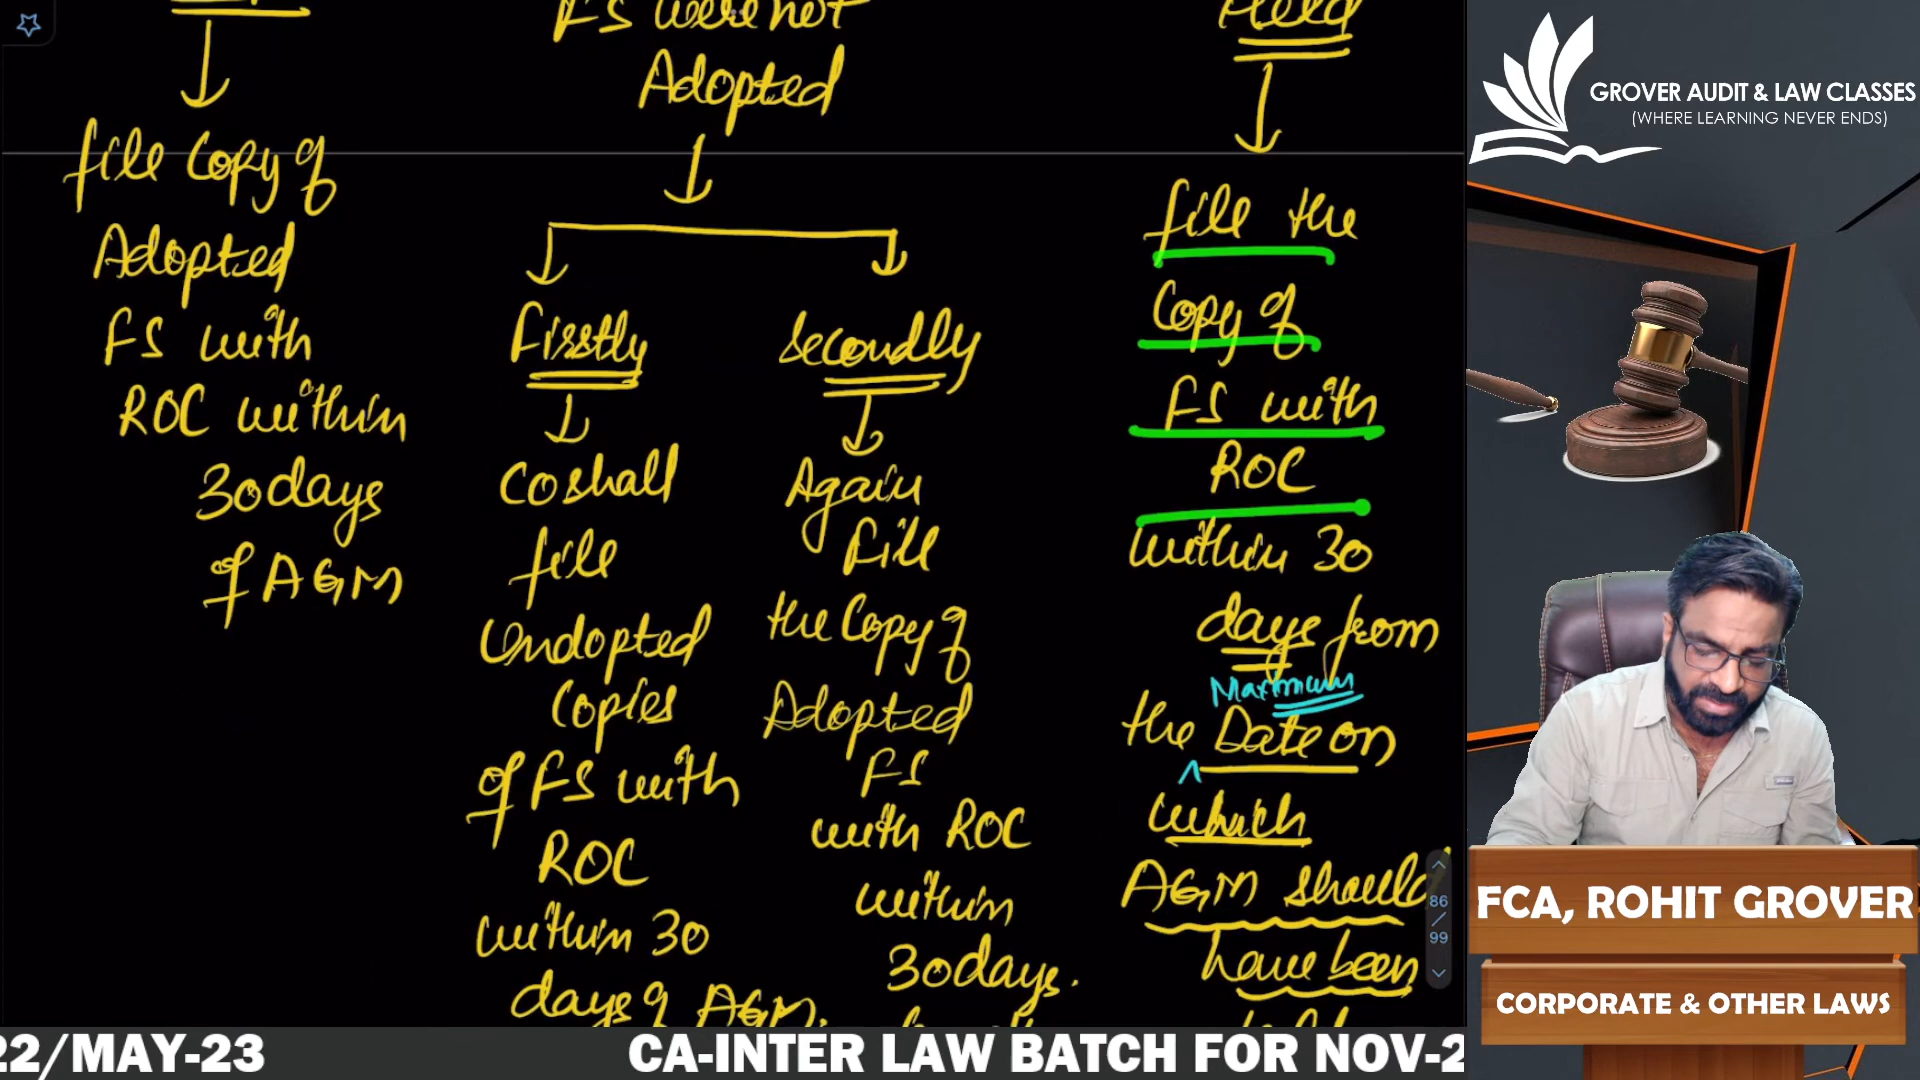 FS were not
Adopted
Held
file Copy of
Adopted
FS with
ROC within
30 days
of AGM
Firstly
Co shall
file
Undopted
Copies
of FS with
ROC
within 30
days of AGM.
Secondly
Again
file
the Copy of
Adopted
FS
with ROC
within
30 days.
file the
Copy of
FS with
ROC
within 30
days from
Maximum
the Date on
which
AGM should
have been
86
99
GROVER AUDIT & LAW CLASSES
(WHERE LEARNING NEVER ENDS)
FCA, ROHIT GROVER
CORPORATE & OTHER LAWS
22/MAY-23
CA-INTER LAW BATCH FOR NOV-2